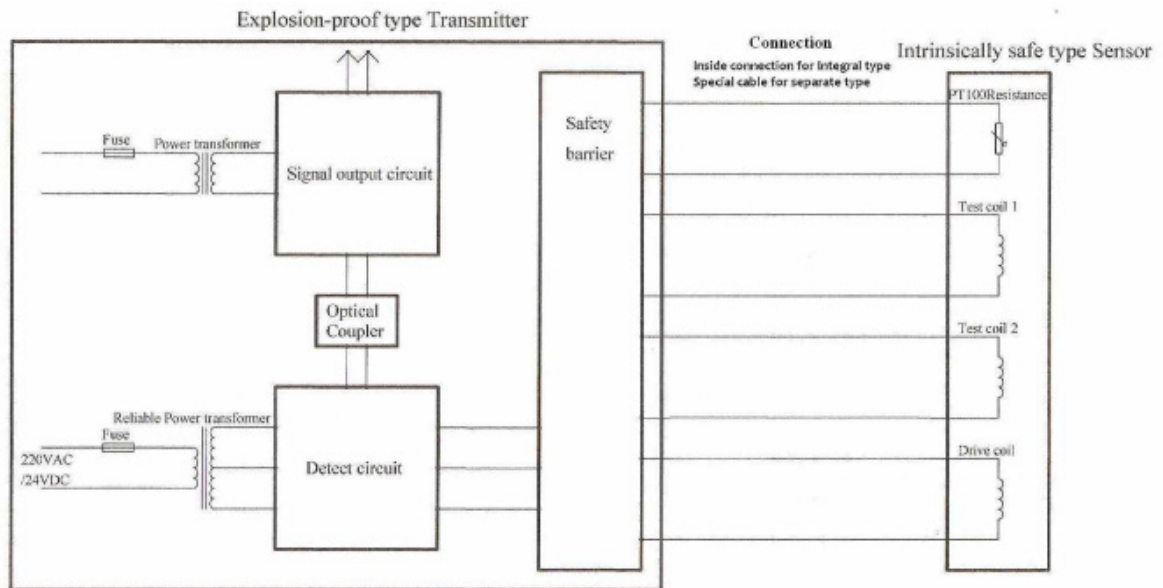 Explosion-proof type Transmitter
Connection
Inside connection for Integral type
Special cable for separate type
Intrinsically safe type Sensor
PT100Resistance
Fuse
Power transformer
Signal output circuit
Safety
barrier
Test coil 1
Optical
Coupler
Test coil 2
Reliable Power transformer
Fuse
220VAC
/24VDC
Detect circuit
Drive coil